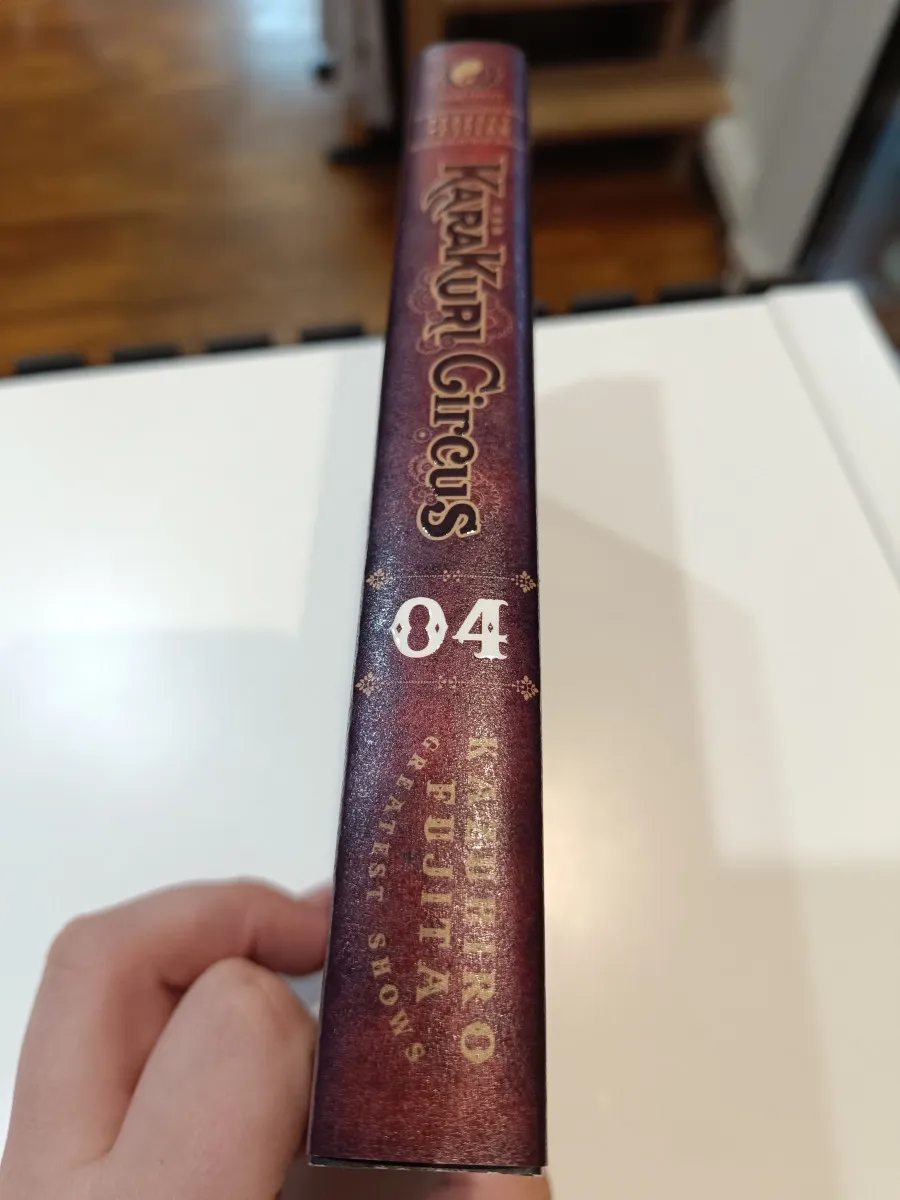 KARAKURI CIRCUS
04
KAZUHIRO
FUJITA
GREATEST SHOWS